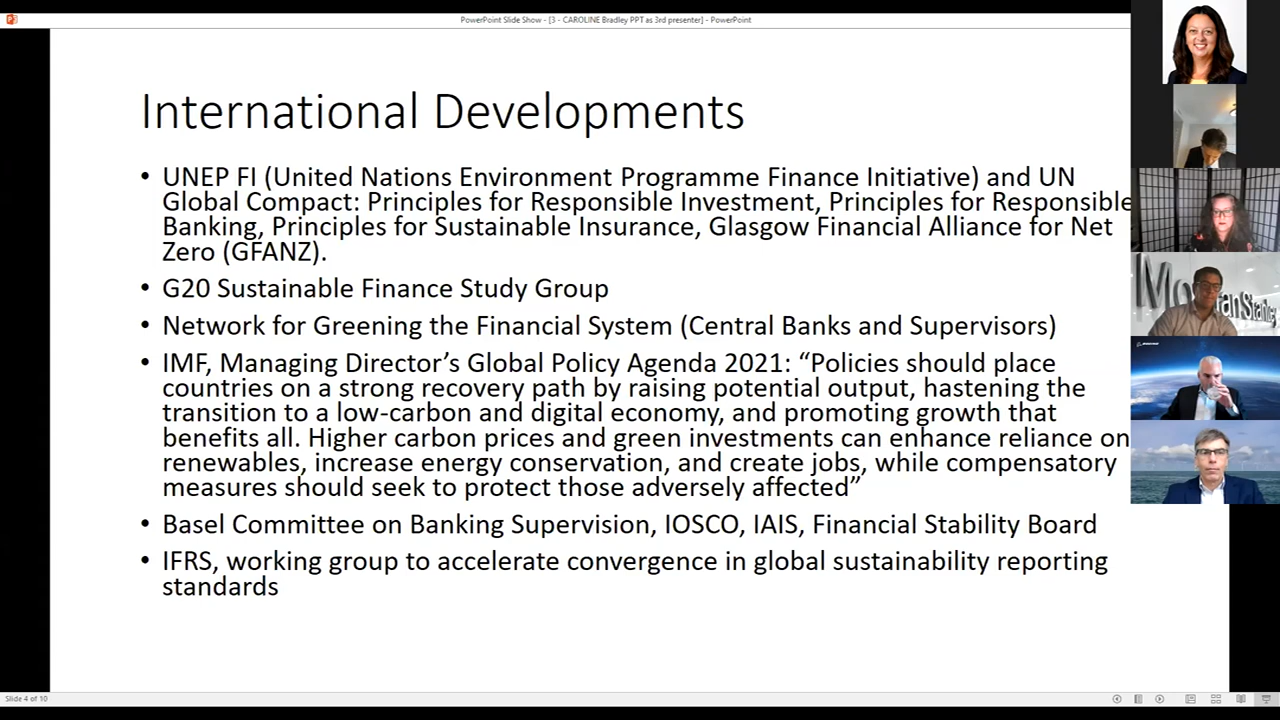 PowerPoint Slide Show - [3 - CAROLINE Bradley PPT as 3rd presenter] - PowerPoint
International Developments
• UNEP FI (United Nations Environment Programme Finance Initiative) and UN
Global Compact: Principles for Responsible Investment, Principles for Responsible
Banking, Principles for Sustainable Insurance, Glasgow Financial Alliance for Net
Zero (GFANZ).
• G20 Sustainable Finance Study Group
• Network for Greening the Financial System (Central Banks and Supervisors)
• IMF, Managing Director’s Global Policy Agenda 2021: “Policies should place
countries on a strong recovery path by raising potential output, hastening the
transition to a low-carbon and digital economy, and promoting growth that
benefits all. Higher carbon prices and green investments can enhance reliance on
renewables, increase energy conservation, and create jobs, while compensatory
measures should seek to protect those adversely affected”
• Basel Committee on Banking Supervision, IOSCO, IAIS, Financial Stability Board
• IFRS, working group to accelerate convergence in global sustainability reporting
standards
Slide 4 of 10